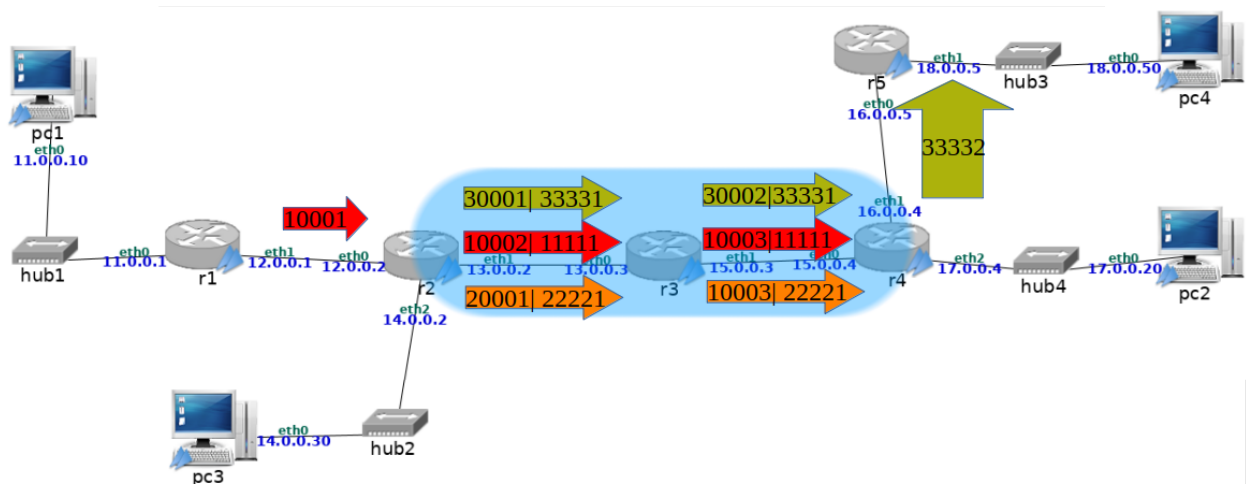 pc1
eth0
11.0.0.10
hub1
eth0
11.0.0.1
r1
eth1
12.0.0.1
10001
eth0
12.0.0.2
r2
eth2
14.0.0.2
hub2
eth0
14.0.0.30
pc3
30001| 33331
10002| 11111
eth1
13.0.0.2
eth0
13.0.0.3
20001| 22221
r3
30002|33331
10003|11111
eth1
15.0.0.3
eth0
15.0.0.4
10003| 22221
r4
eth1
16.0.0.4
eth0
16.0.0.5
r5
33332
eth1
18.0.0.5
hub3
eth0
18.0.0.50
pc4
eth2
17.0.0.4
hub4
eth0
17.0.0.20
pc2